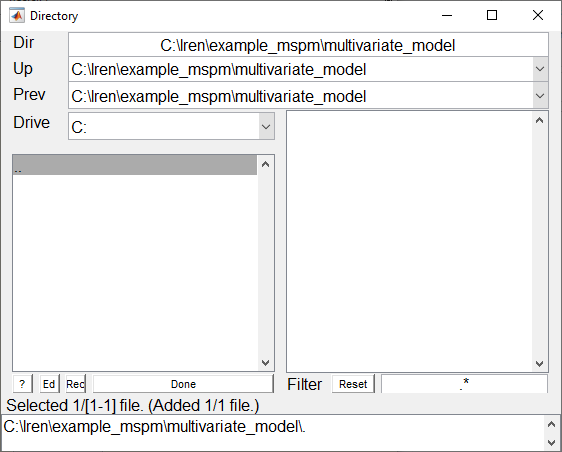 Directory
Dir C:\lren\example_mspm\multivariate_model
Up C:\lren\example_mspm\multivariate_model
Prev C:\lren\example_mspm\multivariate_model
Drive C:
..
? Ed Rec Done Filter Reset .*
Selected 1/[1-1] file. (Added 1/1 file.)
C:\lren\example_mspm\multivariate_model\.